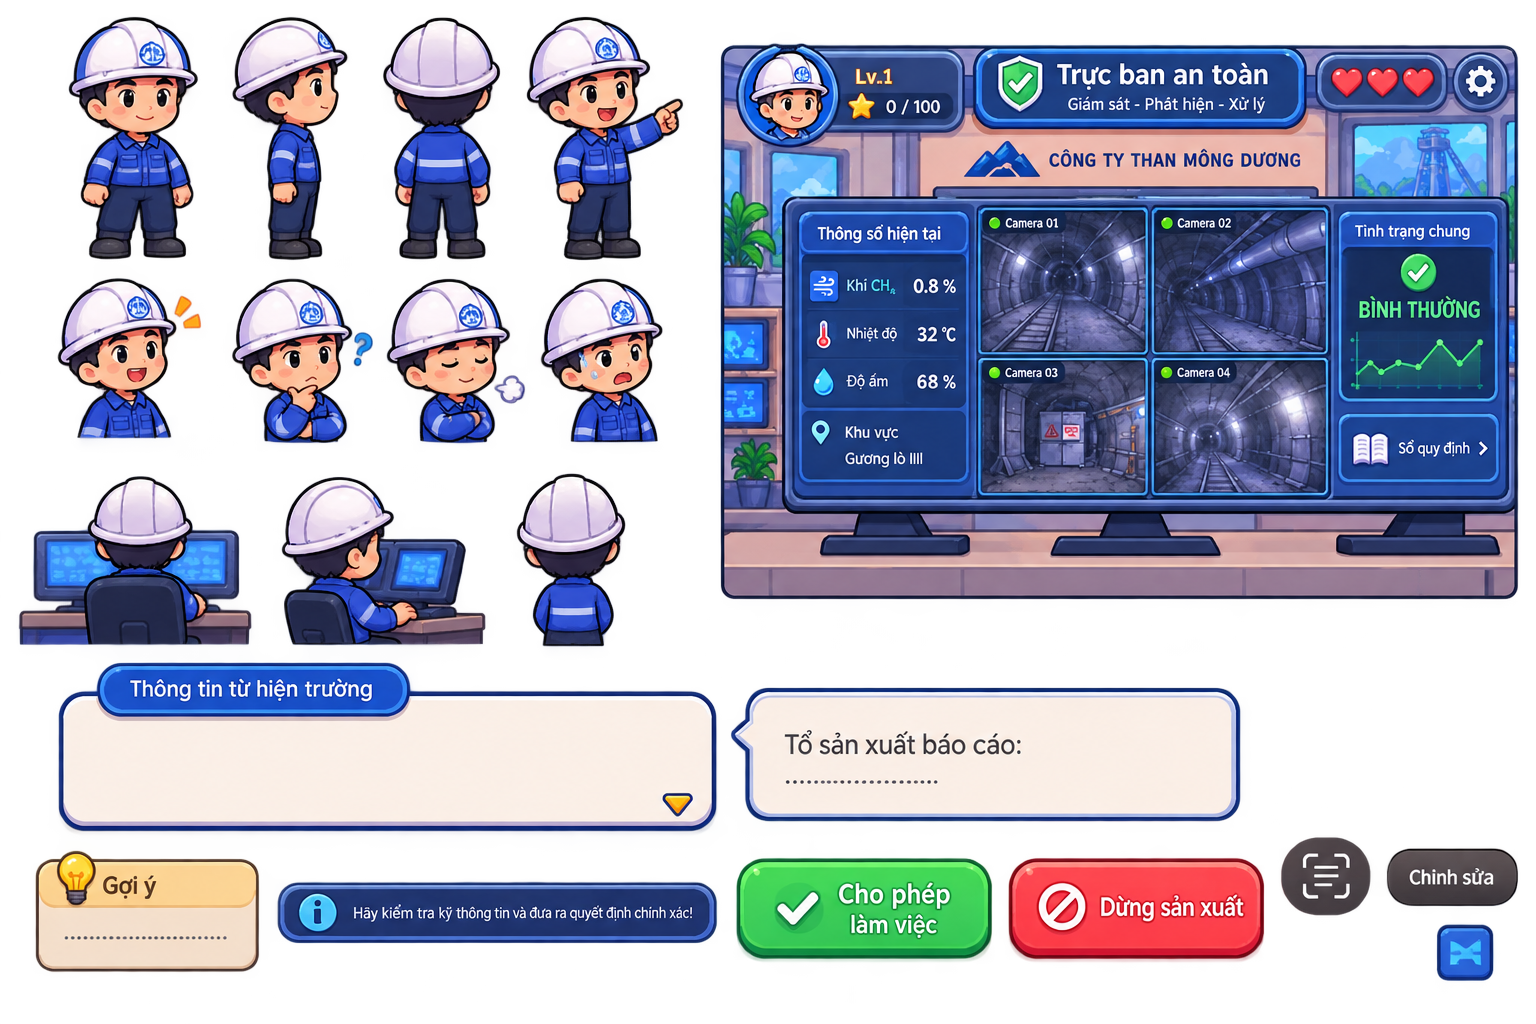 Lv.1
0 / 100
Trực ban an toàn
Giám sát - Phát hiện - Xử lý
CÔNG TY THAN MÔNG DƯƠNG
Thông số hiện tại
Khí CH₄ 0.8 %
Nhiệt độ 32 °C
Độ ẩm 68 %
Khu vực
Gương lò IIII
Camera 01
Camera 02
Camera 03
Camera 04
Tình trạng chung
BÌNH THƯỜNG
Sổ quy định
?
Thông tin từ hiện trường
Tổ sản xuất báo cáo:
......................
Gợi ý
..........................
Hãy kiểm tra kỹ thông tin và đưa ra quyết định chính xác!
Cho phép
làm việc
Dừng sản xuất
Chỉnh sửa